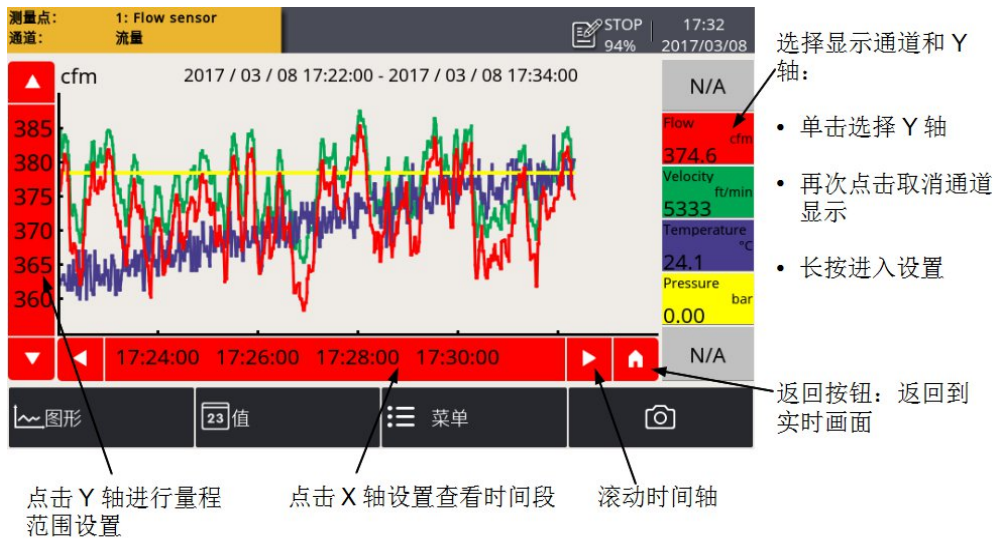 测量点: 1: Flow sensor
通道: 流量
STOP
94%
17:32
2017/03/08
cfm 2017 / 03 / 08 17:22:00 - 2017 / 03 / 08 17:34:00
385
380
375
370
365
360
17:24:00 17:26:00 17:28:00 17:30:00
N/A
Flow
cfm
374.6
Velocity
ft/min
5333
Temperature
°C
24.1
Pressure
bar
0.00
N/A
图形
23 值
菜单
选择显示通道和 Y
轴：
• 单击选择 Y 轴
• 再次点击取消通道
显示
• 长按进入设置
返回按钮：返回到
实时画面
点击 Y 轴进行量程
范围设置
点击 X 轴设置查看时间段
滚动时间轴